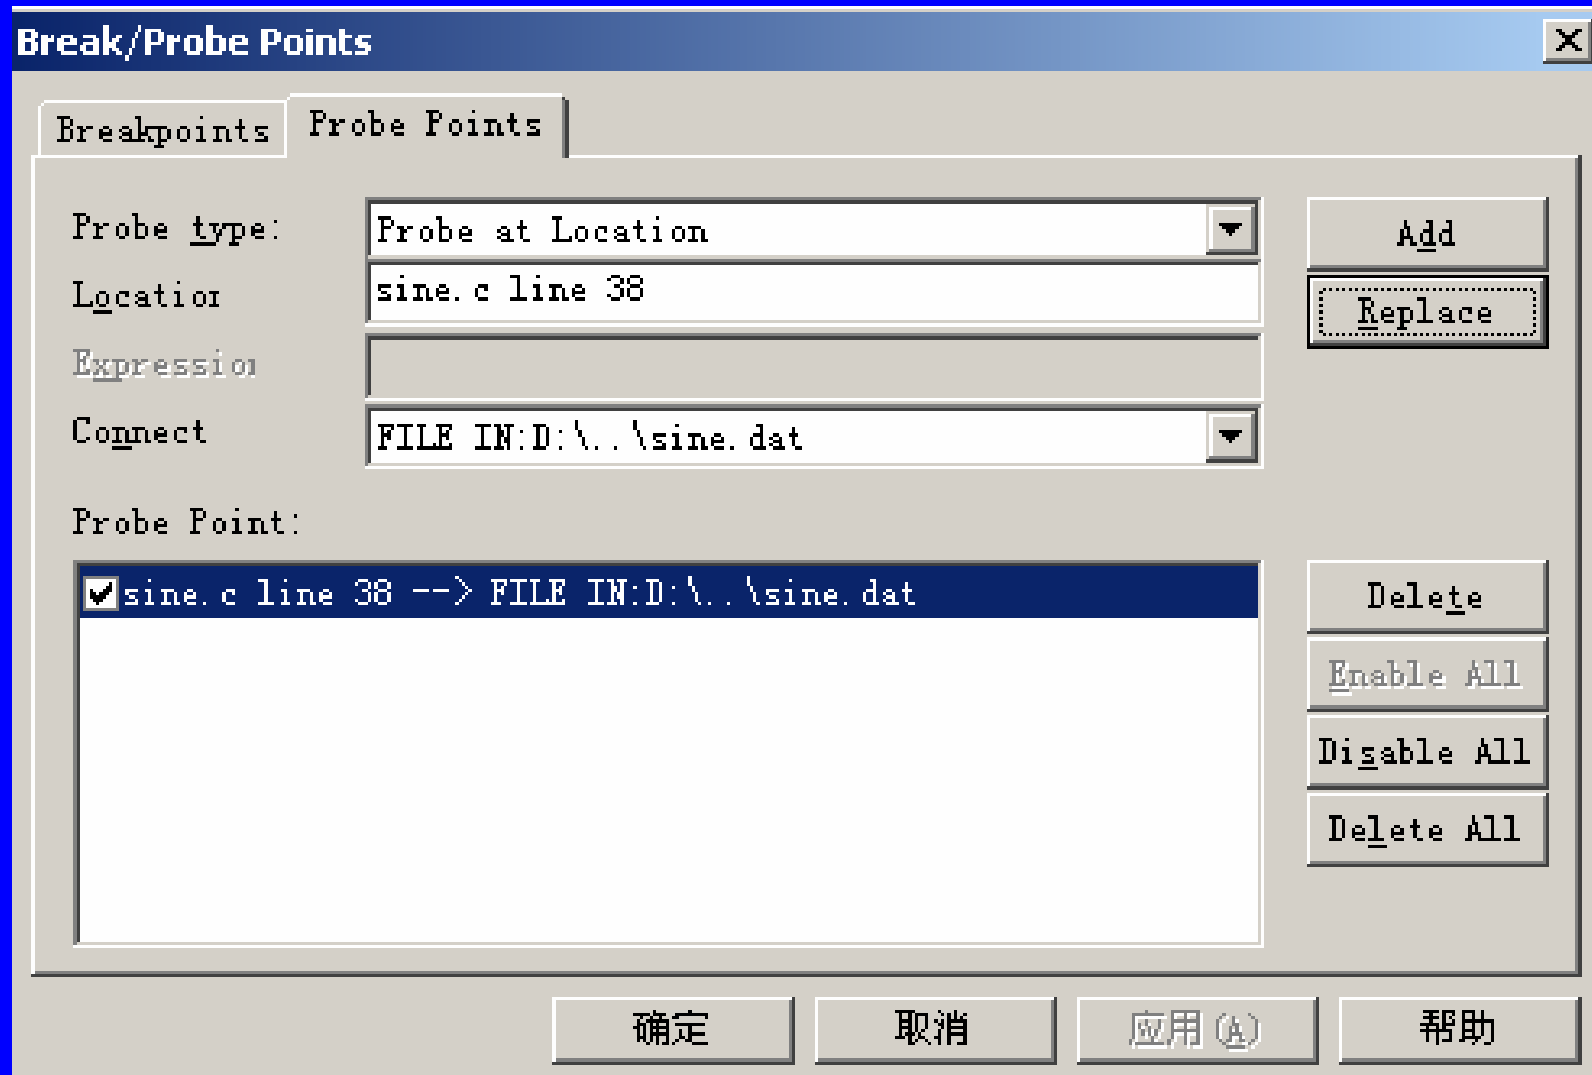 Break/Probe Points
Breakpoints Probe Points
Probe type: Probe at Location Add
Location sine.c line 38 Replace
Expression
Connect FILE IN:D:\..\sine.dat
Probe Point:
sine.c line 38 --> FILE IN:D:\..\sine.dat Delete
Enable All
Disable All
Delete All
确定 取消 应用(A) 帮助